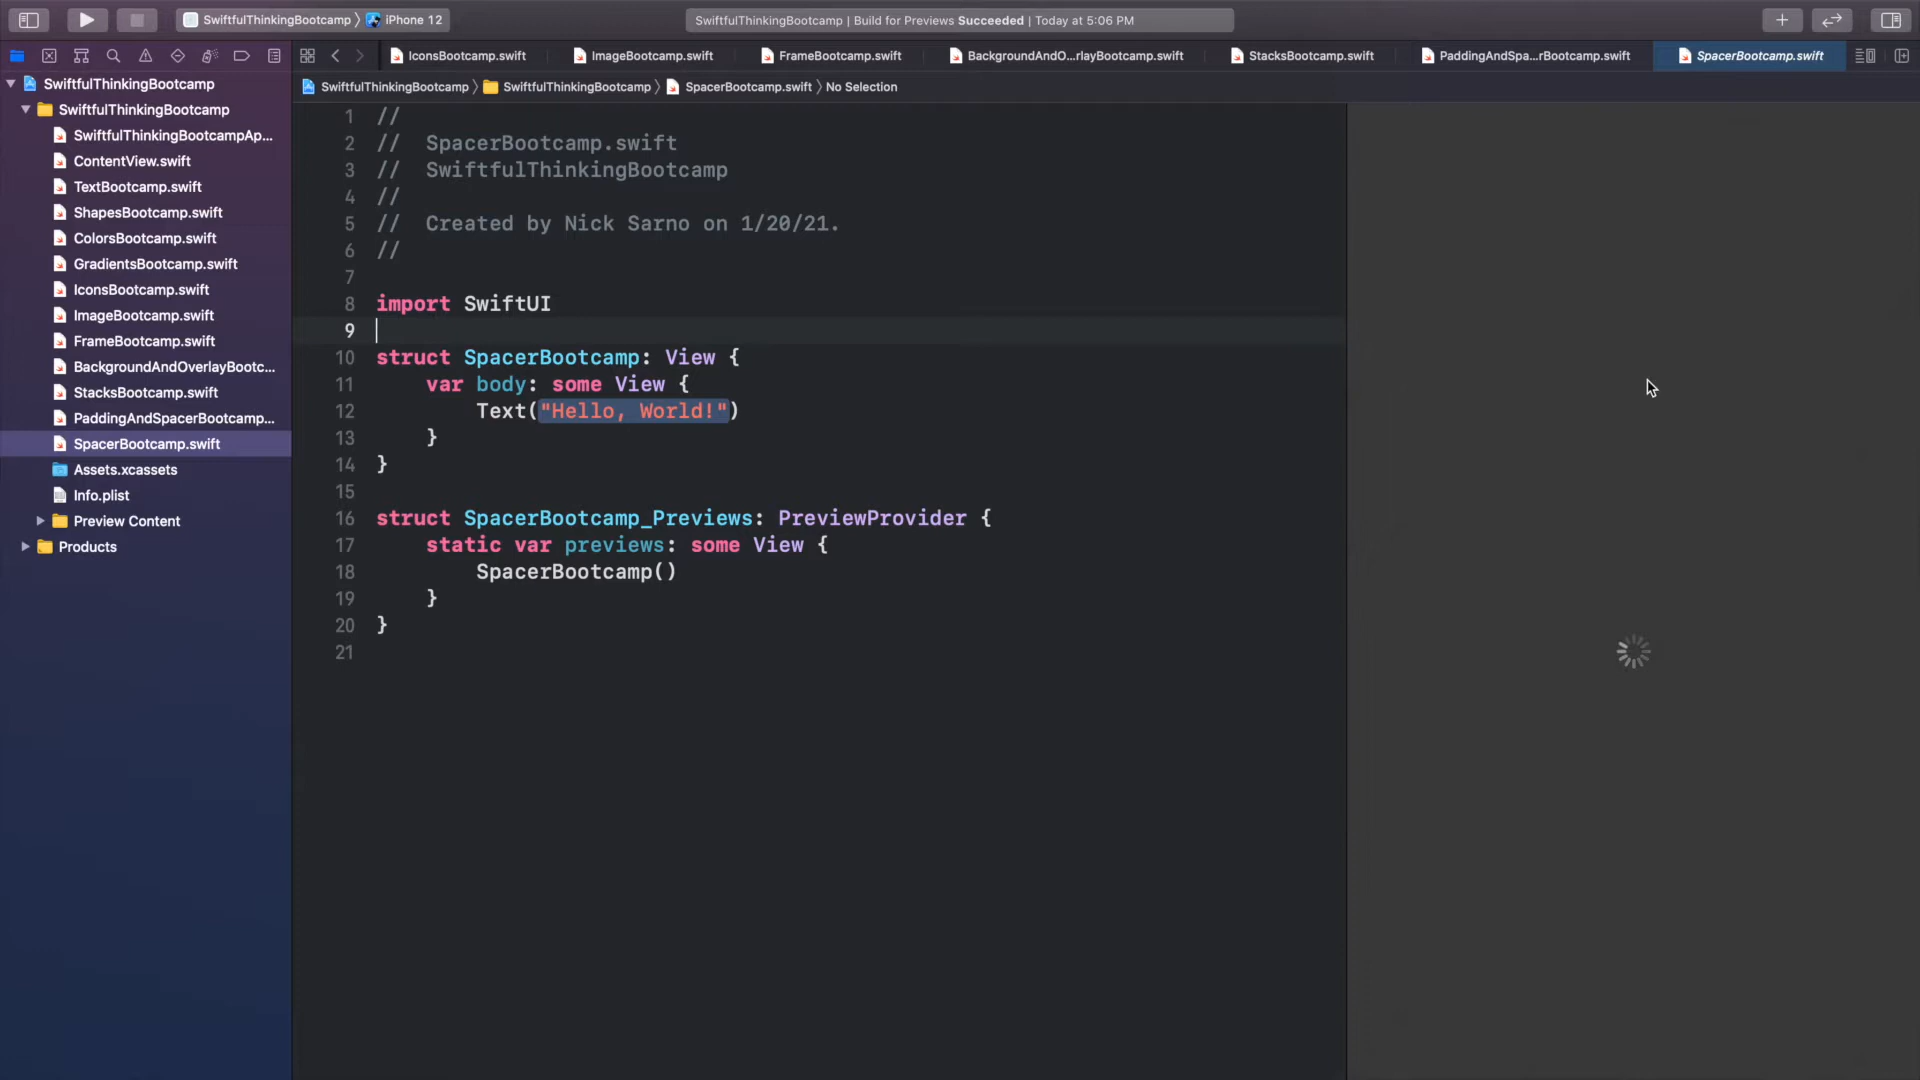 SwiftfulThinkingBootcamp 〉 iPhone 12
SwiftfulThinkingBootcamp | Build for Previews Succeeded | Today at 5:06 PM
IconsBootcamp.swift
ImageBootcamp.swift
FrameBootcamp.swift
BackgroundAndO...rlayBootcamp.swift
StacksBootcamp.swift
PaddingAndSpa...rBootcamp.swift
SpacerBootcamp.swift
SwiftfulThinkingBootcamp 〉 SwiftfulThinkingBootcamp 〉 SpacerBootcamp.swift 〉 No Selection
SwiftfulThinkingBootcamp
SwiftfulThinkingBootcamp
SwiftfulThinkingBootcampAp...
ContentView.swift
TextBootcamp.swift
ShapesBootcamp.swift
ColorsBootcamp.swift
GradientsBootcamp.swift
IconsBootcamp.swift
ImageBootcamp.swift
FrameBootcamp.swift
BackgroundAndOverlayBootc...
StacksBootcamp.swift
PaddingAndSpacerBootcamp...
SpacerBootcamp.swift
Assets.xcassets
Info.plist
Preview Content
Products
1 //
2 //  SpacerBootcamp.swift
3 //  SwiftfulThinkingBootcamp
4 //
5 //  Created by Nick Sarno on 1/20/21.
6 //
7
8 import SwiftUI
9
10 struct SpacerBootcamp: View {
11     var body: some View {
12         Text("Hello, World!")
13     }
14 }
15
16 struct SpacerBootcamp_Previews: PreviewProvider {
17     static var previews: some View {
18         SpacerBootcamp()
19     }
20 }
21